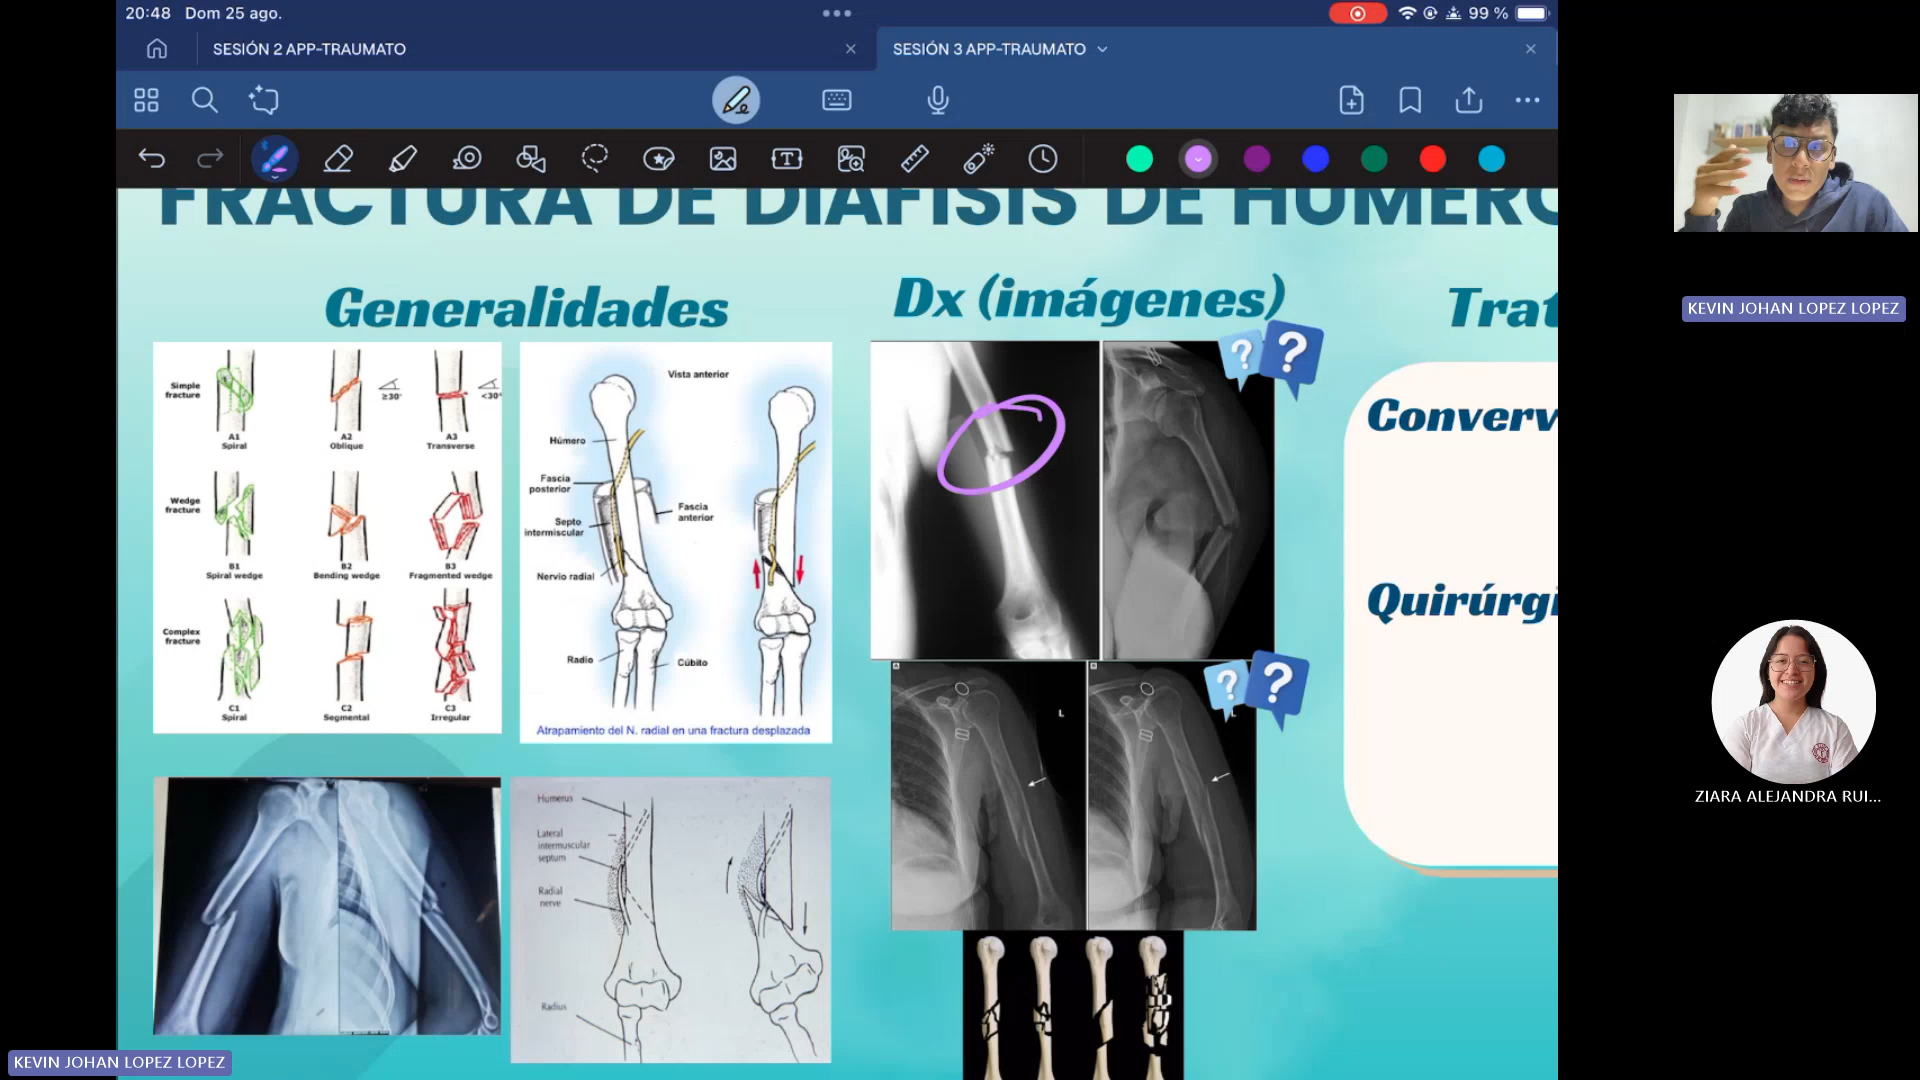 20:48 Dom 25 ago.
99 %
SESIÓN 2 APP-TRAUMATO
SESIÓN 3 APP-TRAUMATO
FRACTURA DE DIÁFISIS DE HÚMERO
Generalidades
Dx (imágenes)
Trat
Simple fracture
≥30°
<30°
A1 Spiral
A2 Oblique
A3 Transverse
Wedge fracture
B1 Spiral wedge
B2 Bending wedge
B3 Fragmented wedge
Complex fracture
C1 Spiral
C2 Segmental
C3 Irregular
Vista anterior
Húmero
Fascia posterior
Septo intermiscular
Fascia anterior
Nervio radial
Radio
Cúbito
Atrapamiento del N. radial en una fractura desplazada
Humerus
Lateral intermuscular septum
Radial nerve
Radius
? ?
L
? ?
L
Converv
Quirúrgi
KEVIN JOHAN LOPEZ LOPEZ
ZIARA ALEJANDRA RUI...
KEVIN JOHAN LOPEZ LOPEZ